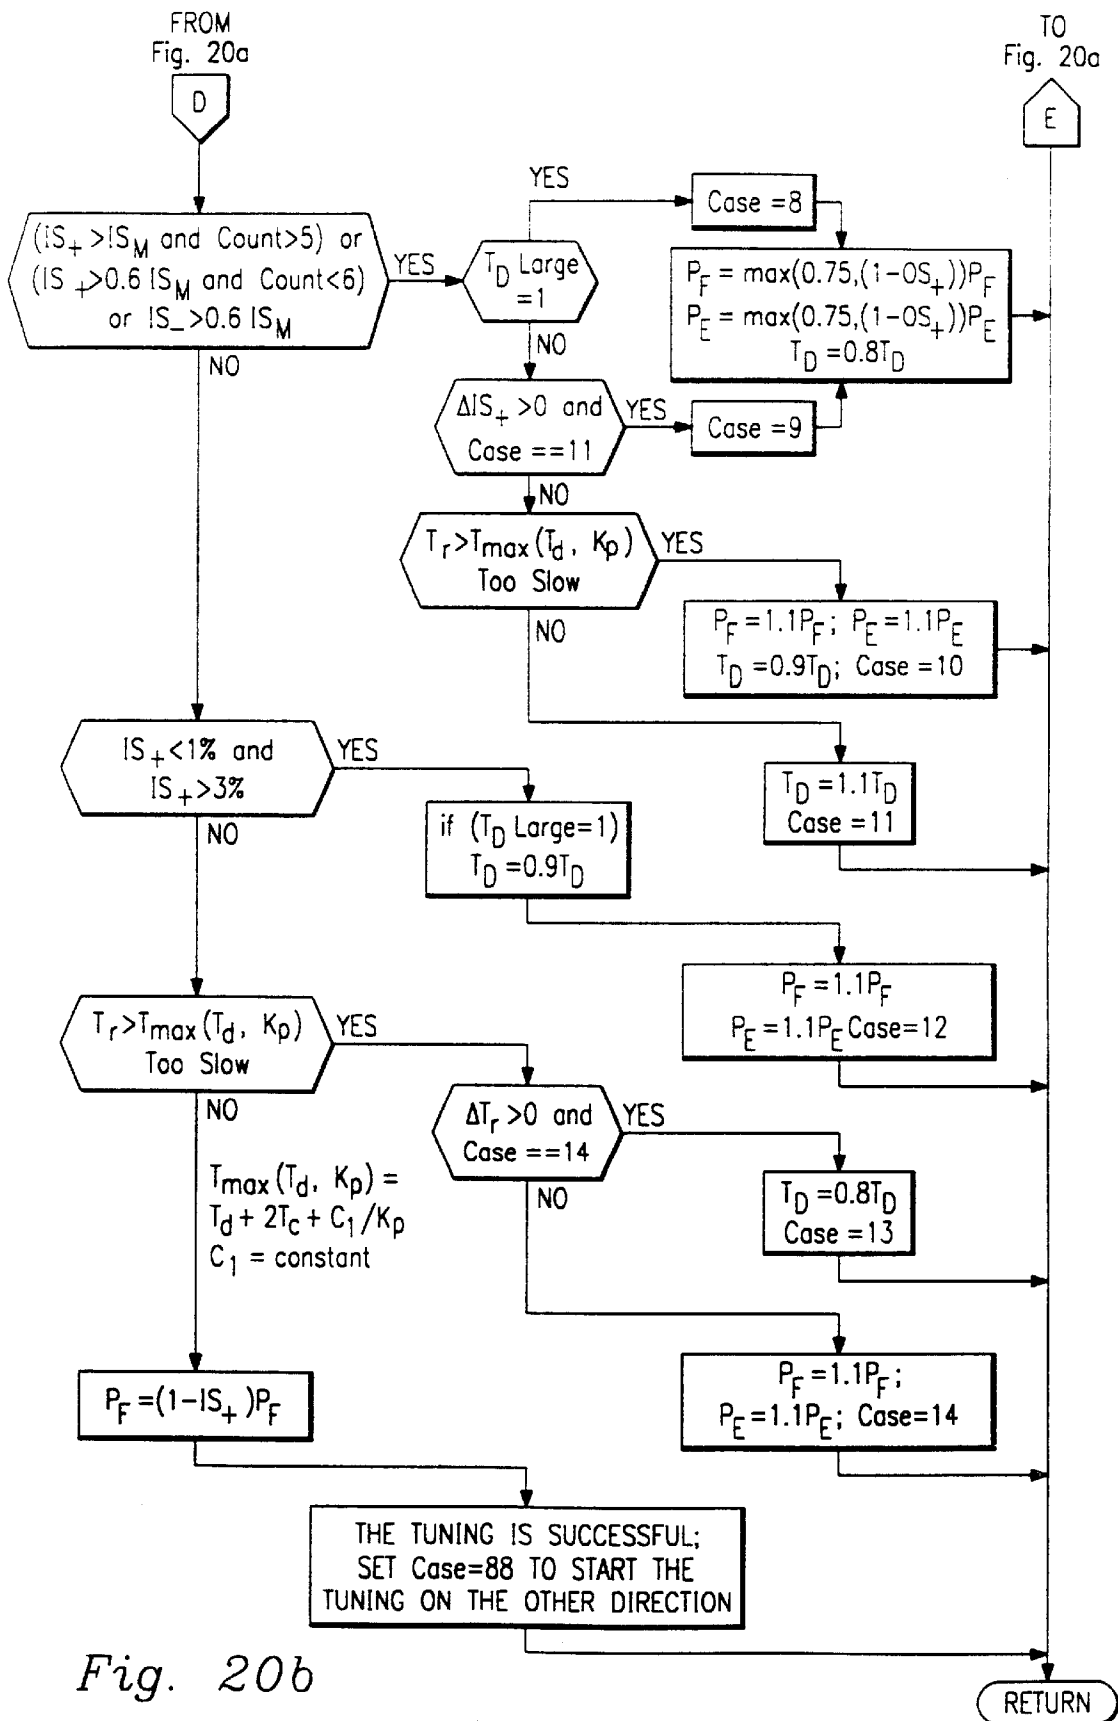 FROM
Fig. 20a
D
TO
Fig. 20a
E
(IS+ >IS_M and Count>5) or
(IS+ >0.6 IS_M and Count<6)
or IS_- >0.6 IS_M
YES
NO
T_D Large
=1
YES
NO
Case =8
P_F = max(0.75,(1-OS+))P_F
P_E = max(0.75,(1-OS+))P_E
T_D =0.8T_D
ΔIS+ >0 and
Case ==11
YES
NO
Case =9
T_r >T_max (T_d, K_p)
Too Slow
YES
NO
P_F =1.1P_F; P_E =1.1P_E
T_D =0.9T_D; Case =10
T_D =1.1T_D
Case =11
IS+ <1% and
IS+ >3%
YES
NO
if (T_D Large=1)
T_D =0.9T_D
P_F =1.1P_F
P_E =1.1P_E Case=12
T_r >T_max (T_d, K_p)
Too Slow
YES
NO
ΔT_r >0 and
Case ==14
YES
NO
T_D =0.8T_D
Case =13
T_max (T_d, K_p) =
T_d + 2T_c + C_1 /K_p
C_1 = constant
P_F =1.1P_F;
P_E =1.1P_E; Case=14
P_F =(1-IS+)P_F
THE TUNING IS SUCCESSFUL;
SET Case=88 TO START THE
TUNING ON THE OTHER DIRECTION
RETURN
Fig. 20b